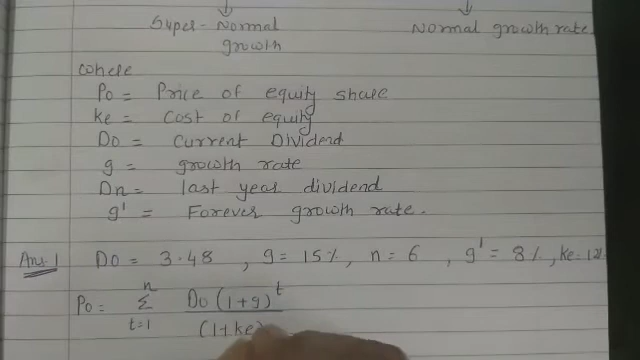 Super-Normal growth
Normal growth rate
where
Po = Price of equity share
ke = Cost of equity
Do = Current Dividend
g = growth rate
Dn = last year dividend
g' = Forever growth rate.
Ans.1 Do = 3.48 , g = 15% , n = 6 , g' = 8% , ke =
Po = n Σ t=1 Do (1+g)^t / (1+ke)